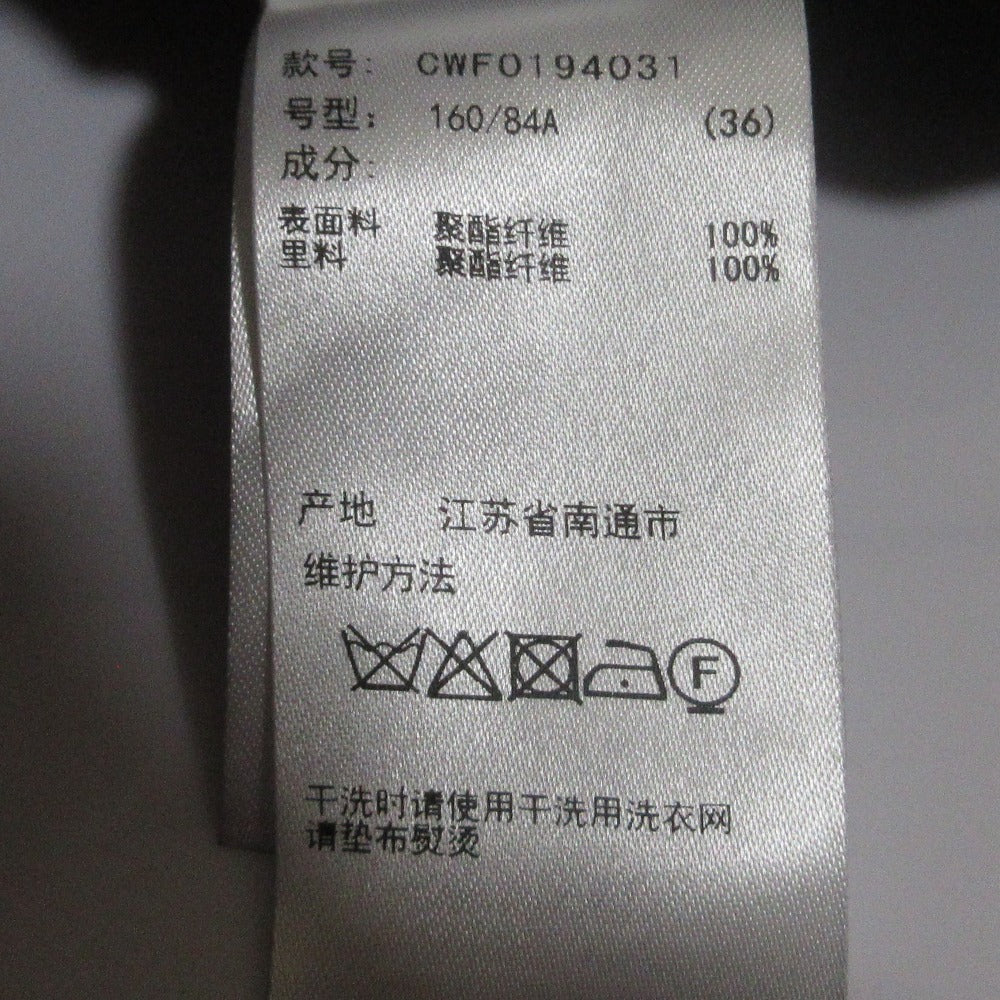 款号: CWF0194031
号型: 160/84A (36)
成分:
表面料 聚酯纤维 100%
里料 聚酯纤维 100%
产地 江苏省南通市
维护方法
F
干洗时请使用干洗用洗衣网
请垫布熨烫